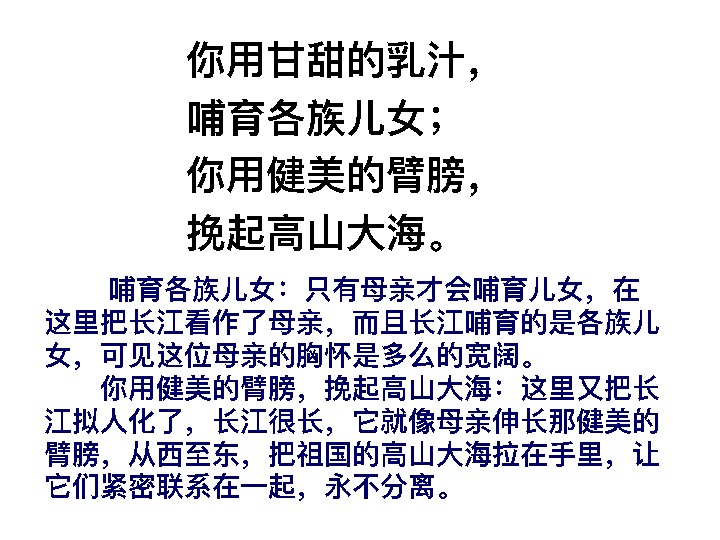 你用甘甜的乳汁，
哺育各族儿女；
你用健美的臂膀，
挽起高山大海。
哺育各族儿女：只有母亲才会哺育儿女，在
这里把长江看作了母亲，而且长江哺育的是各族儿
女，可见这位母亲的胸怀是多么的宽阔。
你用健美的臂膀，挽起高山大海：这里又把长
江拟人化了，长江很长，它就像母亲伸长那健美的
臂膀，从西至东，把祖国的高山大海拉在手里，让
它们紧密联系在一起，永不分离。